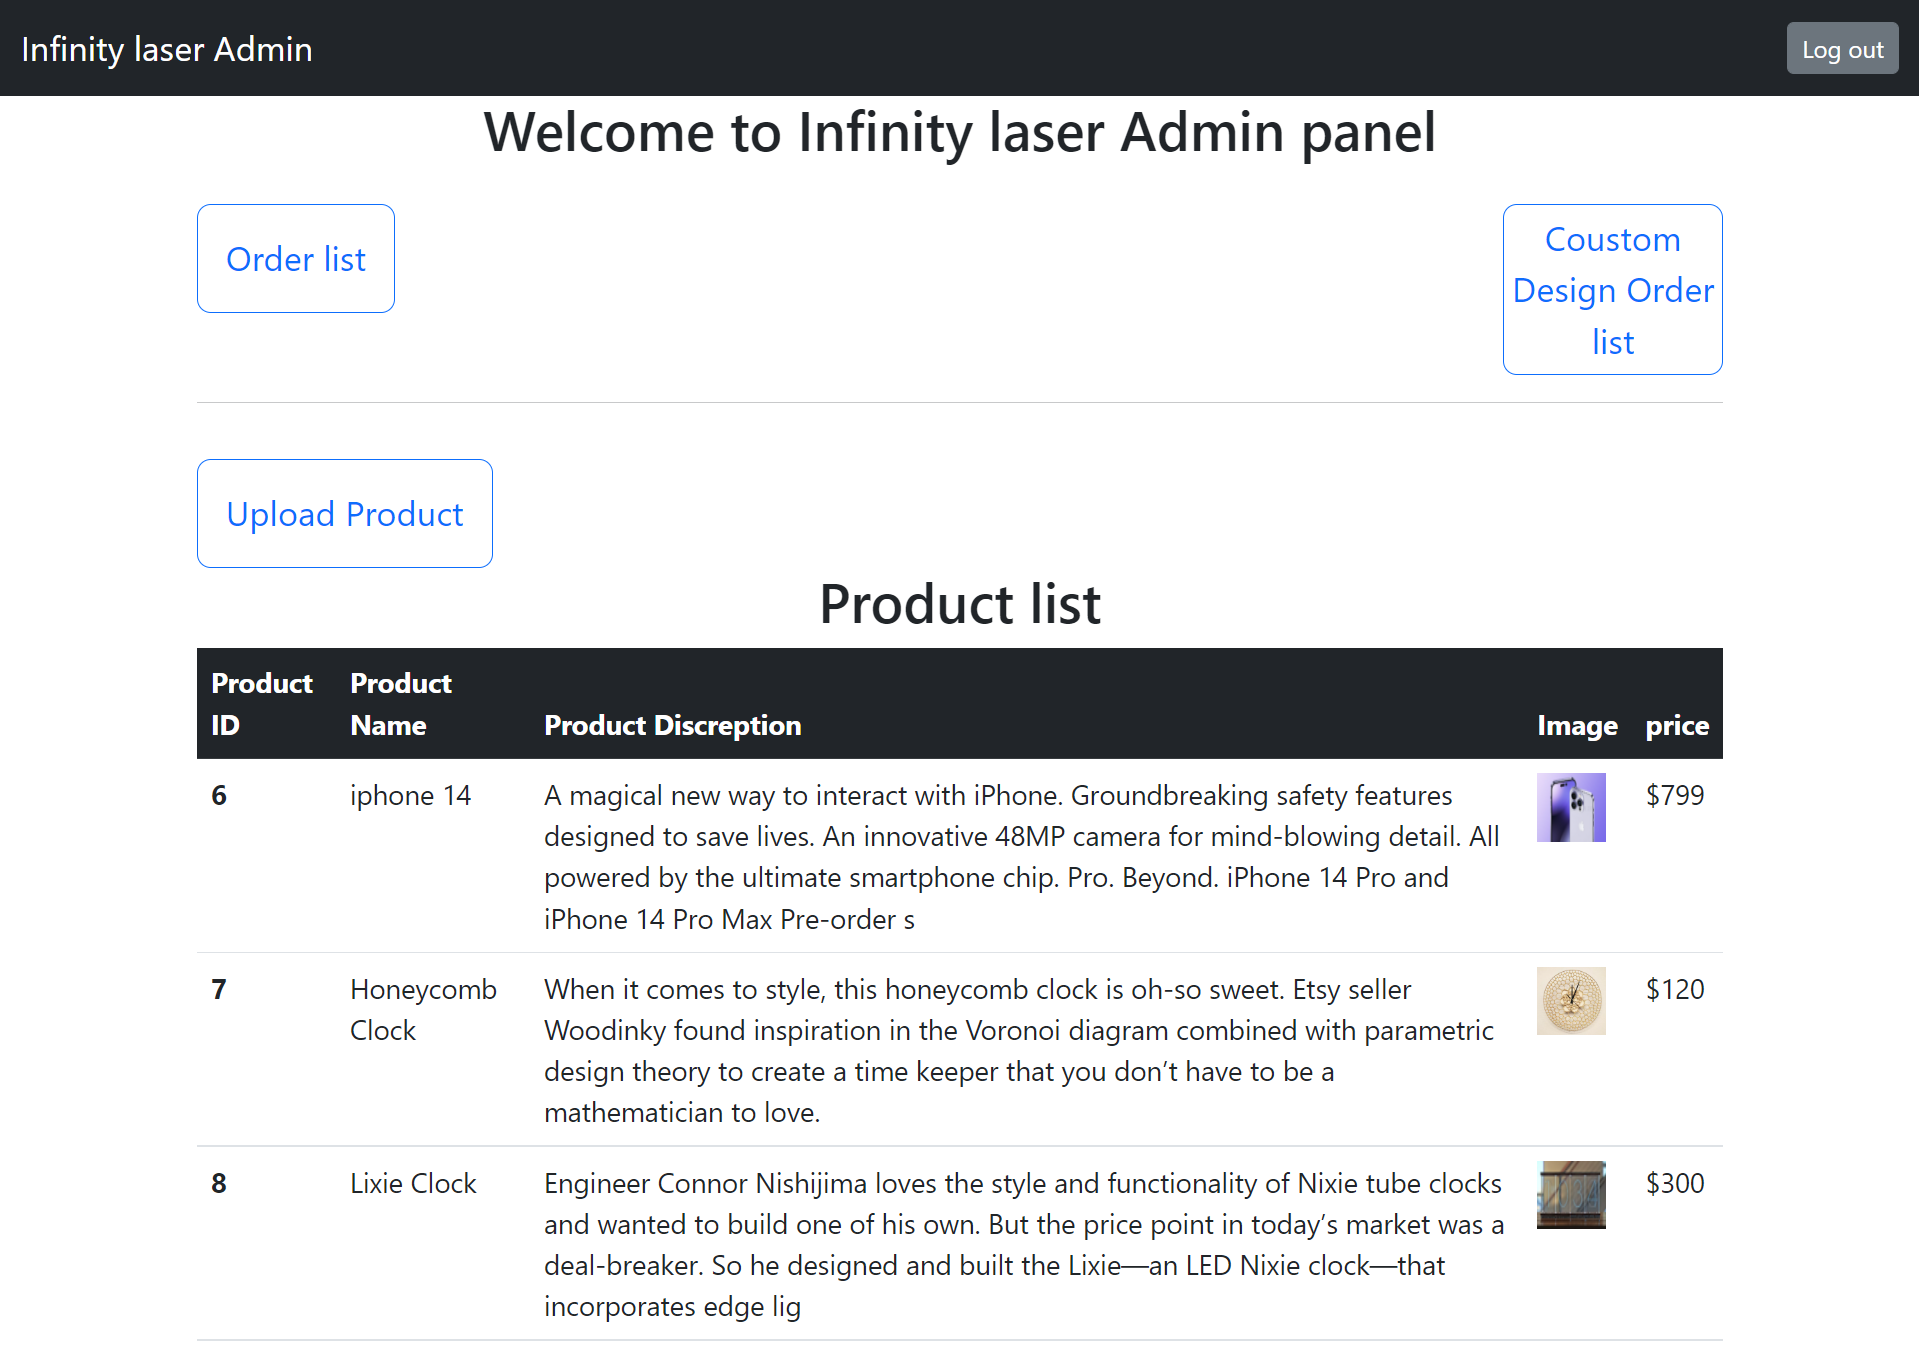 Infinity laser Admin
Log out
Welcome to Infinity laser Admin panel
Order list
Coustom
Design Order
list
Upload Product
Product list
Product ID
Product Name
Product Discreption
Image
price
6
iphone 14
A magical new way to interact with iPhone. Groundbreaking safety features
designed to save lives. An innovative 48MP camera for mind-blowing detail. All
powered by the ultimate smartphone chip. Pro. Beyond. iPhone 14 Pro and
iPhone 14 Pro Max Pre-order s
$799
7
Honeycomb
Clock
When it comes to style, this honeycomb clock is oh-so sweet. Etsy seller
Woodinky found inspiration in the Voronoi diagram combined with parametric
design theory to create a time keeper that you don’t have to be a
mathematician to love.
$120
8
Lixie Clock
Engineer Connor Nishijima loves the style and functionality of Nixie tube clocks
and wanted to build one of his own. But the price point in today’s market was a
deal-breaker. So he designed and built the Lixie—an LED Nixie clock—that
incorporates edge lig
$300